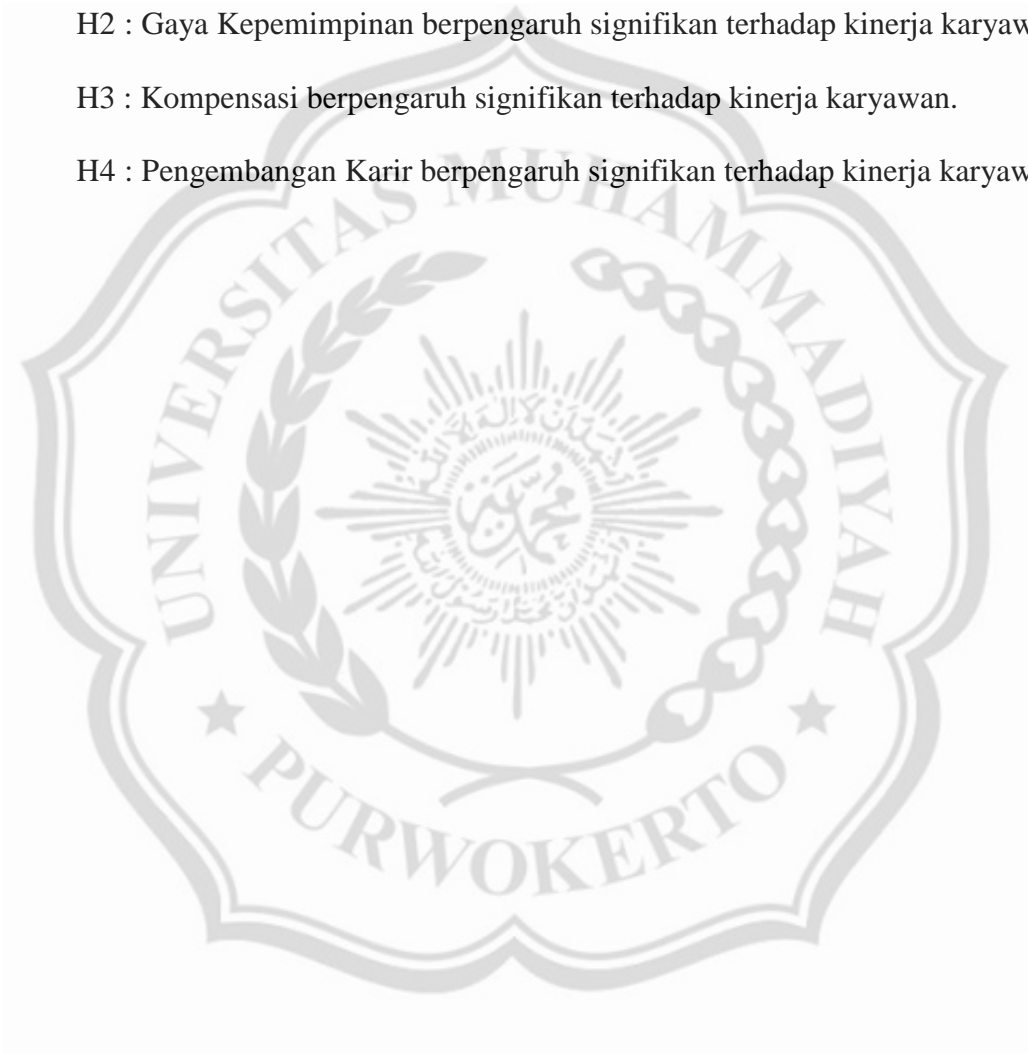 H2 : Gaya Kepemimpinan berpengaruh signifikan terhadap kinerja karyaw
H3 : Kompensasi berpengaruh signifikan terhadap kinerja karyawan.
H4 : Pengembangan Karir berpengaruh signifikan terhadap kinerja karyaw
UNIVERSITAS MUHAMMADIYAH
PURWOKERTO